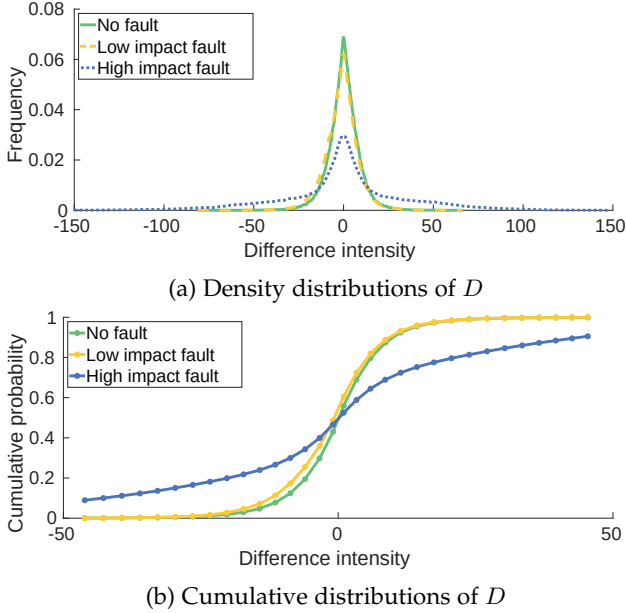 0.08
0.06
0.04
0.02
0
Frequency
No fault
Low impact fault
High impact fault
-150 -100 -50 0 50 100 150
Difference intensity
(a) Density distributions of D
1
0.8
0.6
0.4
0.2
0
Cumulative probability
No fault
Low impact fault
High impact fault
-50 0 50
Difference intensity
(b) Cumulative distributions of D